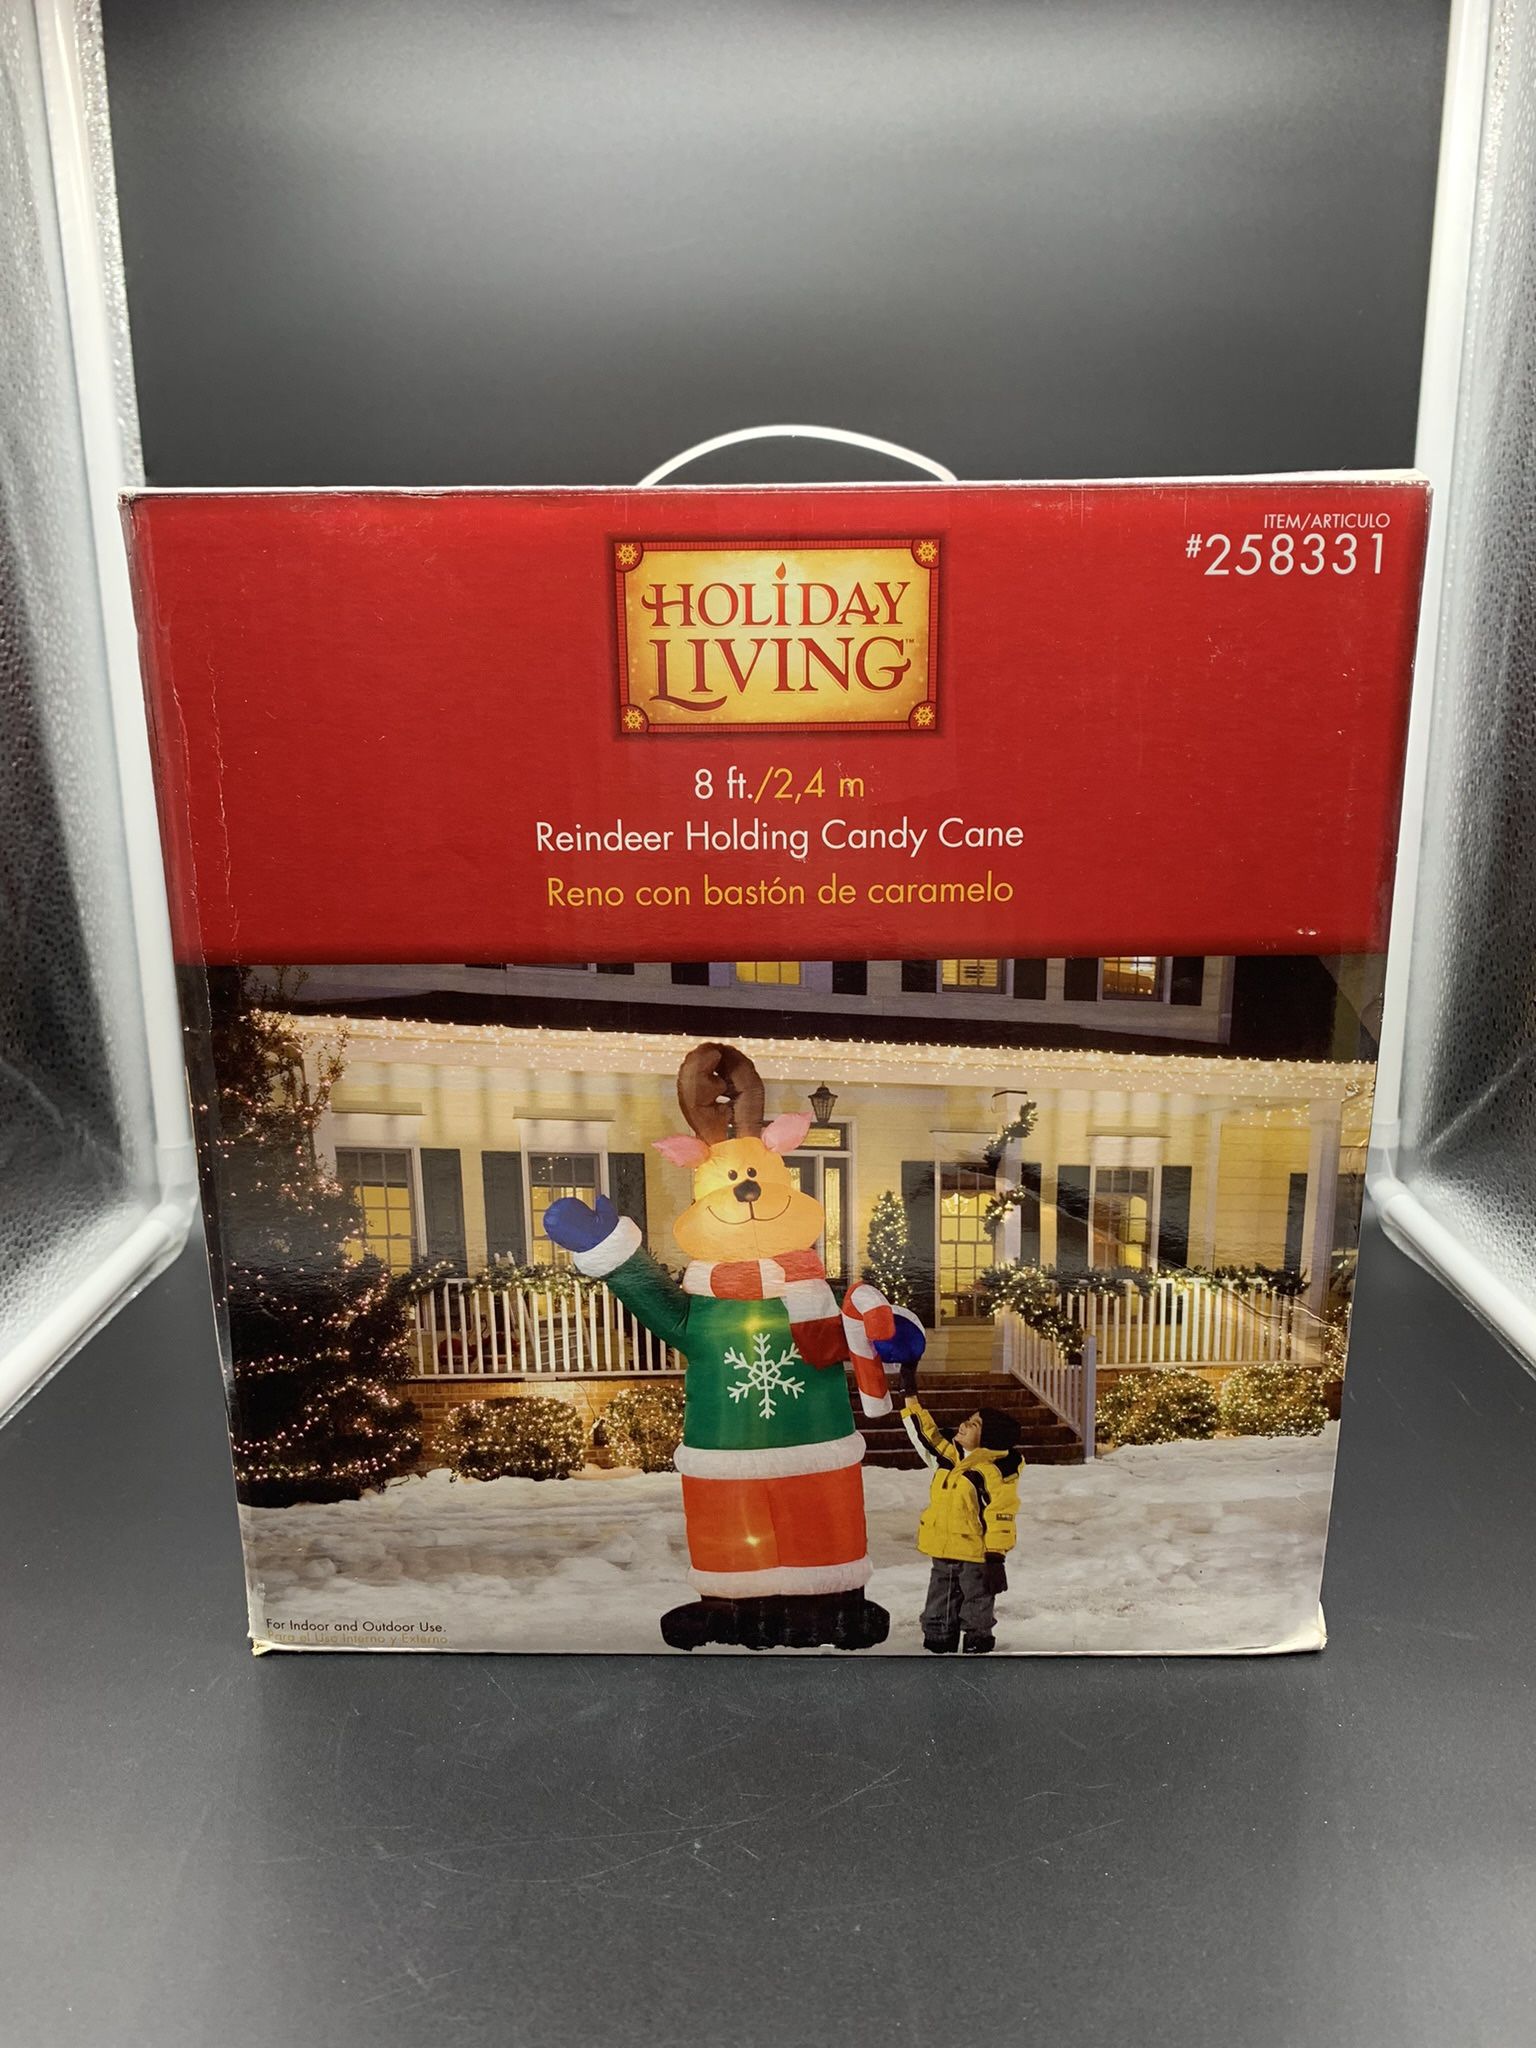 ITEM/ARTICULO
#258331
HOLIDAY
LIVING™
8 ft./2,4 m
Reindeer Holding Candy Cane
Reno con bastón de caramelo
For Indoor and Outdoor Use.
Para el Uso Interno y Externo.